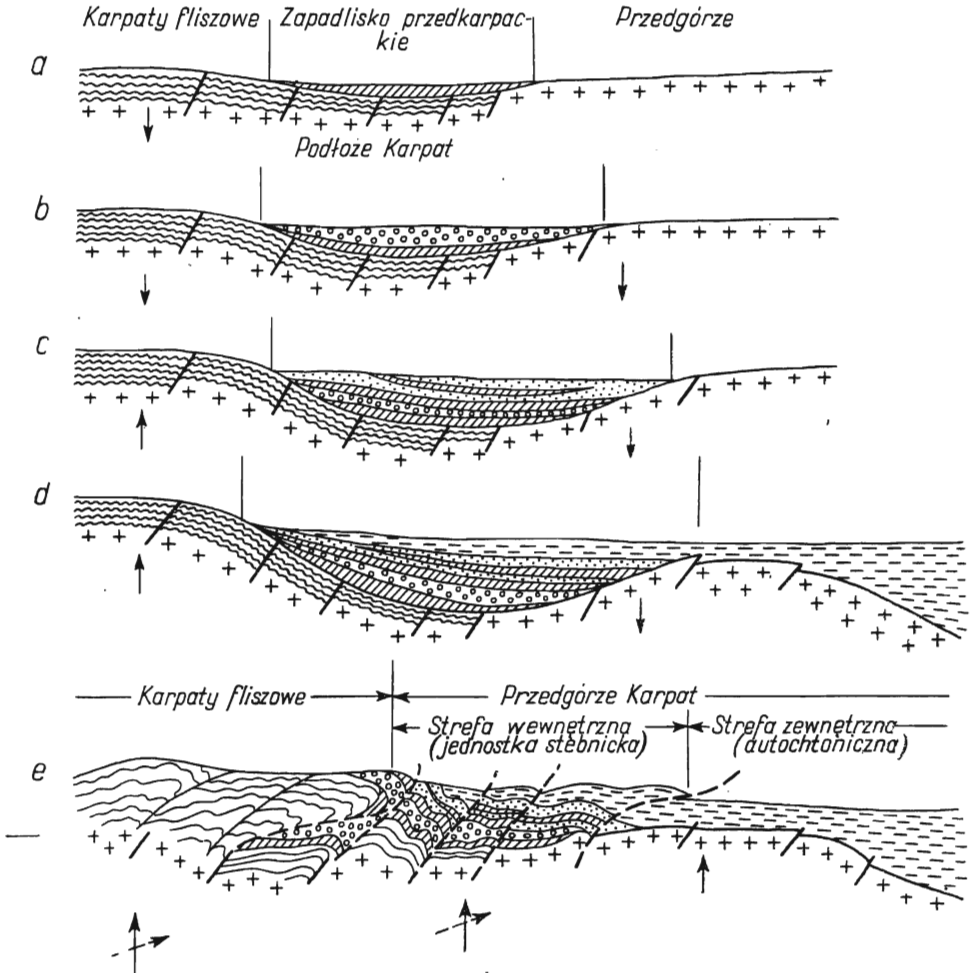 Karpaty fliszowe
Zapadlisko przedkarpac-
kie
Przedgórze
a
Podłoże Karpat
b
c
d
Karpaty fliszowe
Przedgórze Karpat
Strefa wewnętrzna
(jednostka stebnicka)
Strefa zewnętrzna
(autochtoniczna)
e